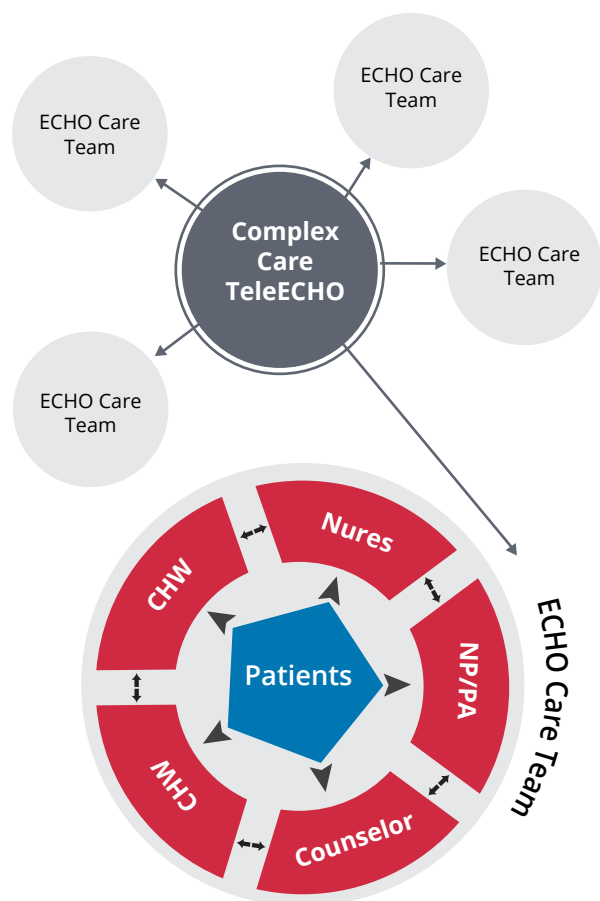 ECHO Care
Team
ECHO Care
Team
Complex
Care
TeleECHO
ECHO Care
Team
ECHO Care
Team
Nures
CHW
NP/PA
Patients
CHW
Counselor
ECHO Care Team